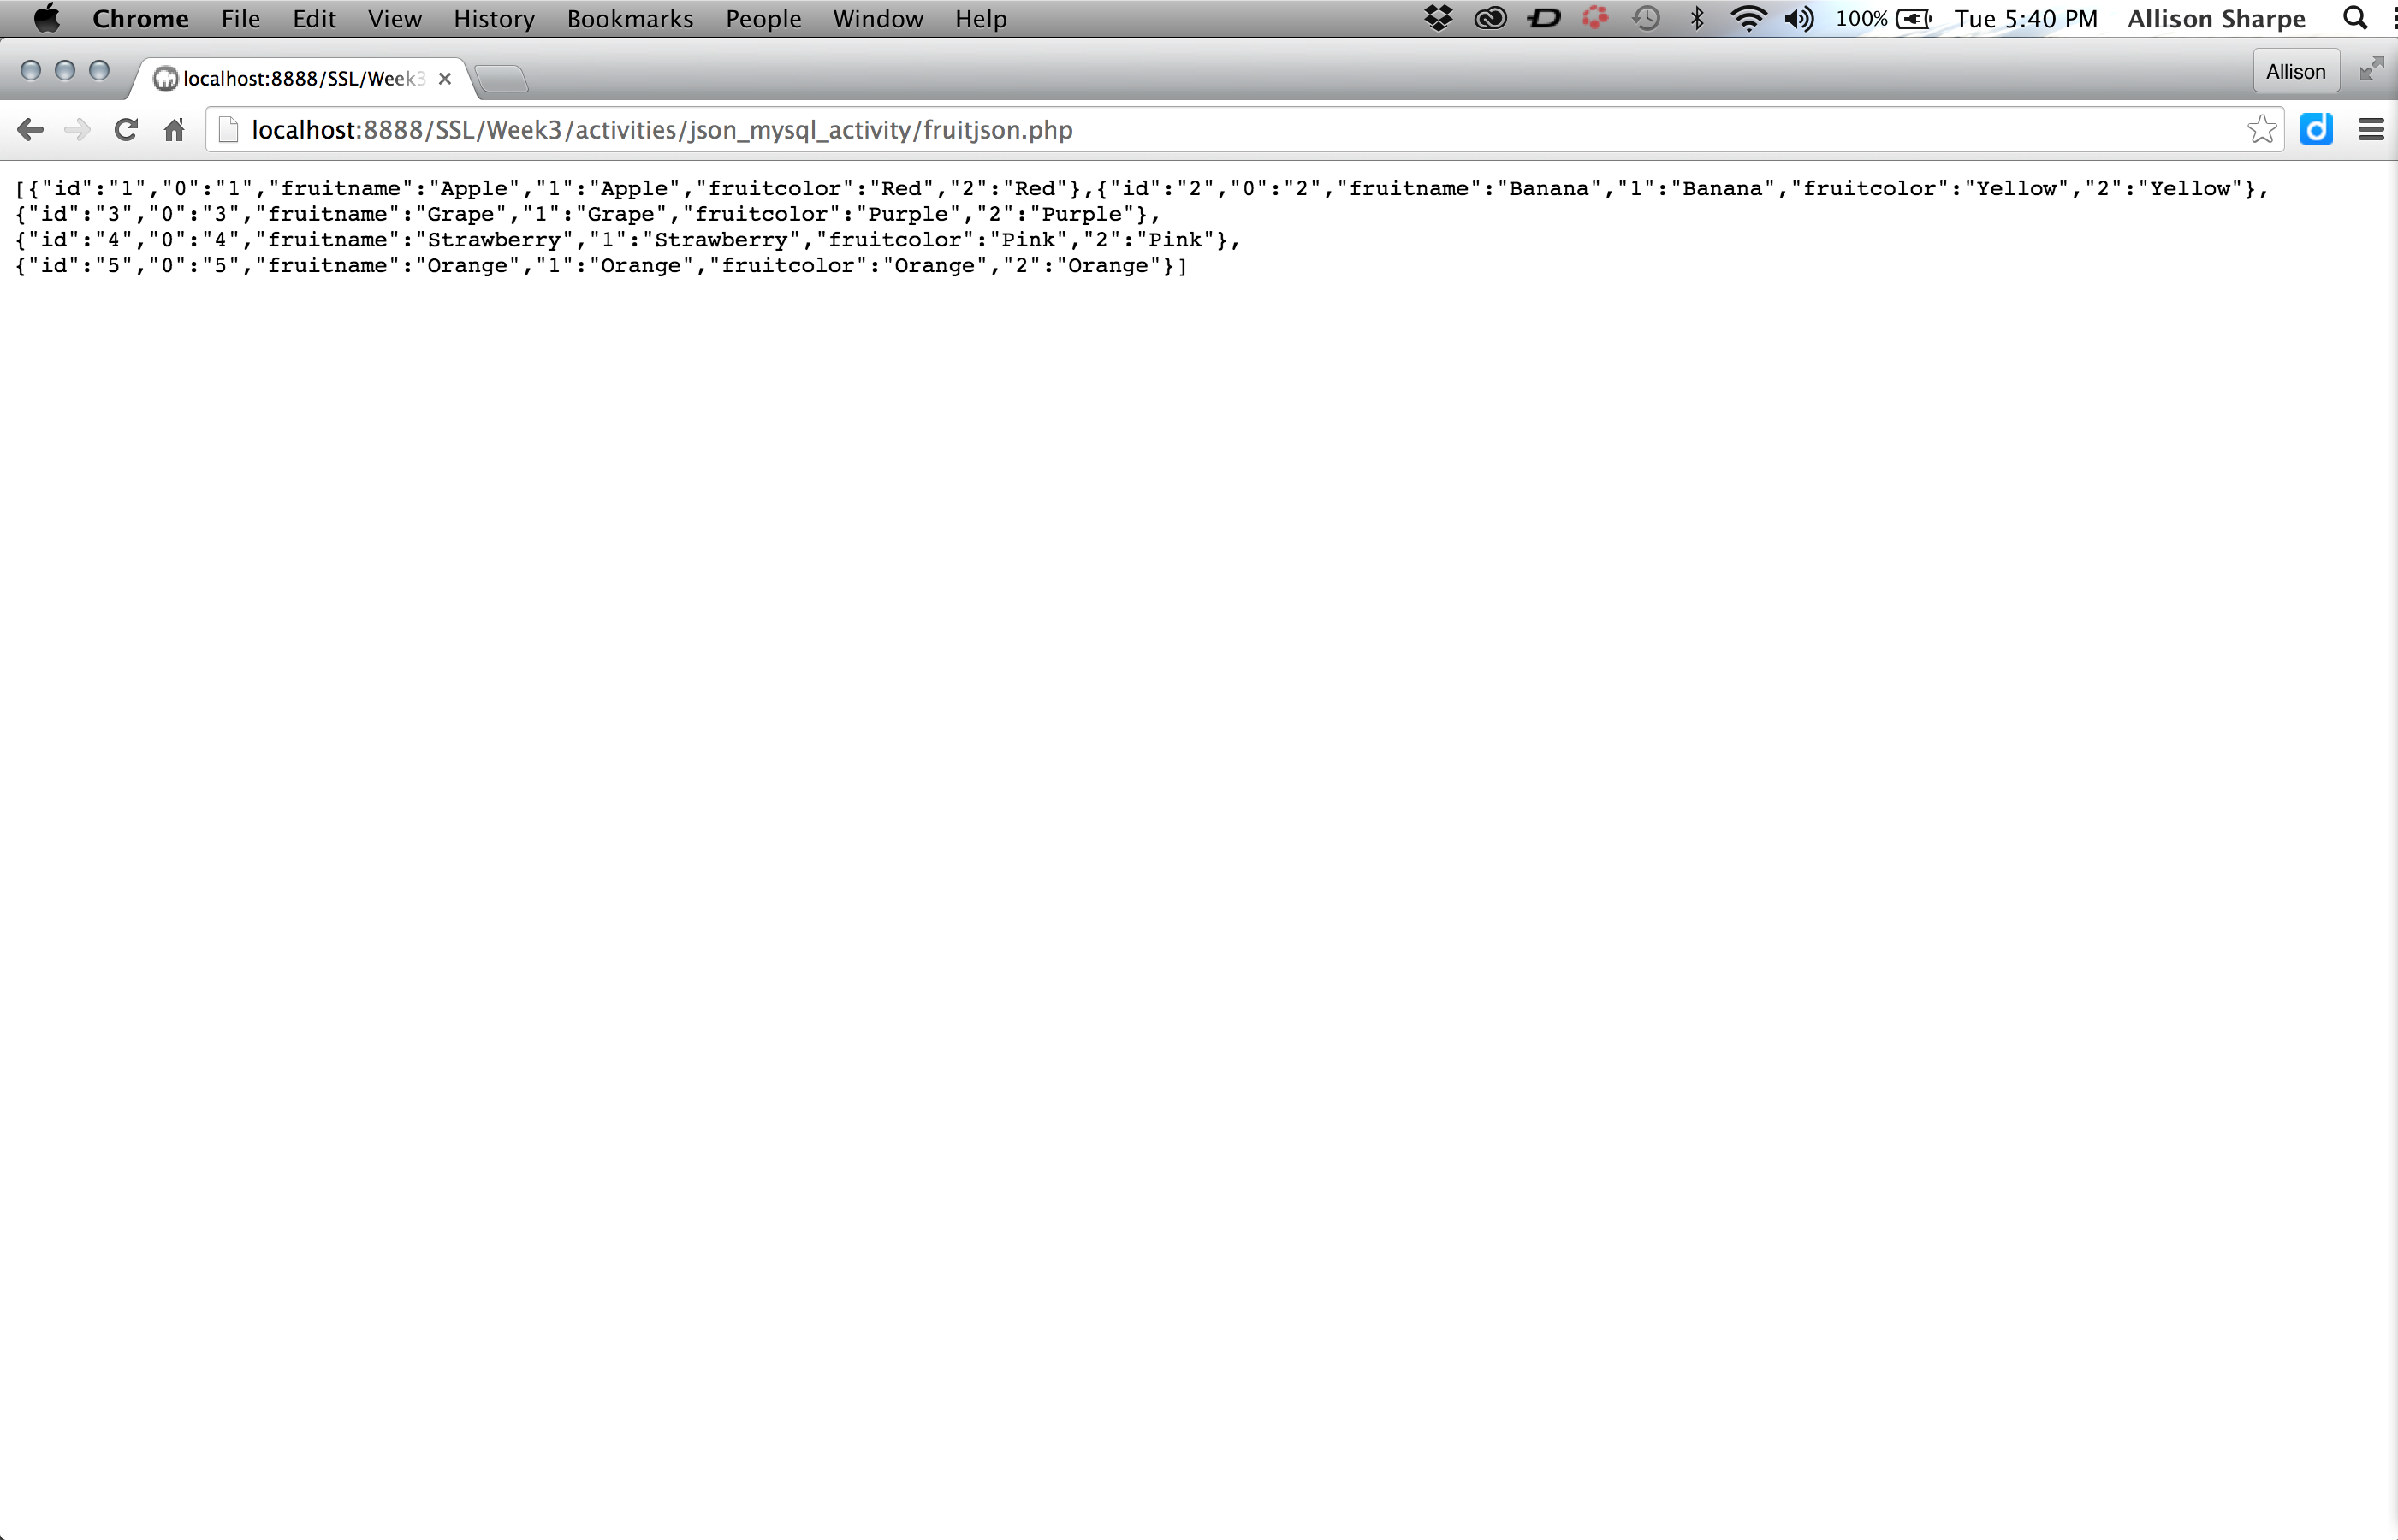 Chrome File Edit View History Bookmarks People Window Help 100% Tue 5:40 PM Allison Sharpe
localhost:8888/SSL/Week3 Allison
localhost:8888/SSL/Week3/activities/json_mysql_activity/fruitjson.php
[{"id":"1","0":"1","fruitname":"Apple","1":"Apple","fruitcolor":"Red","2":"Red"},{"id":"2","0":"2","fruitname":"Banana","1":"Banana","fruitcolor":"Yellow","2":"Yellow"},
{"id":"3","0":"3","fruitname":"Grape","1":"Grape","fruitcolor":"Purple","2":"Purple"},
{"id":"4","0":"4","fruitname":"Strawberry","1":"Strawberry","fruitcolor":"Pink","2":"Pink"},
{"id":"5","0":"5","fruitname":"Orange","1":"Orange","fruitcolor":"Orange","2":"Orange"}]